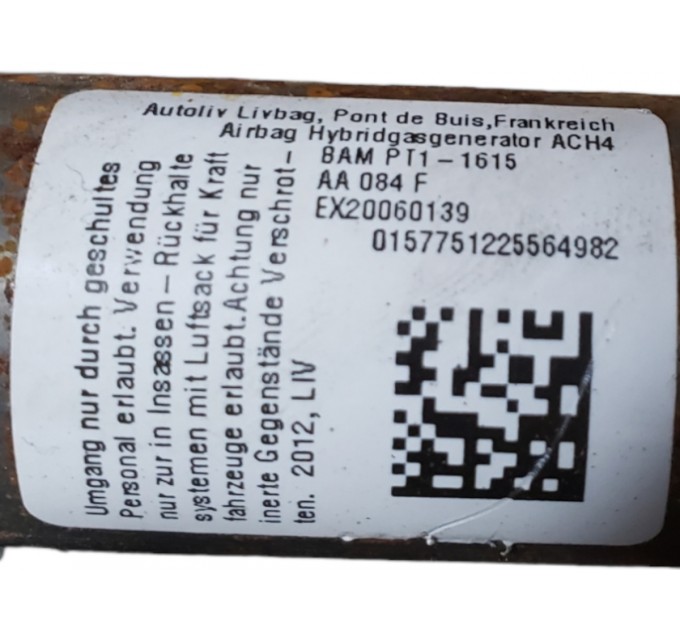 Autoliv Livbag, Pont de Buis,Frankreich
Airbag Hybridgasgenerator ACH4
BAM PT1-1615
AA 084 F
EX20060139
0157751225564982
Umgang nur durch geschultes
Personal erlaubt. Verwendung
nur zur in Insassen-Rückhalte
systemen mit Luftsack für Kraft
fahrzeuge erlaubt.Achtung nur
inerte Gegenstände Verschrot-
ten. 2012, LIV